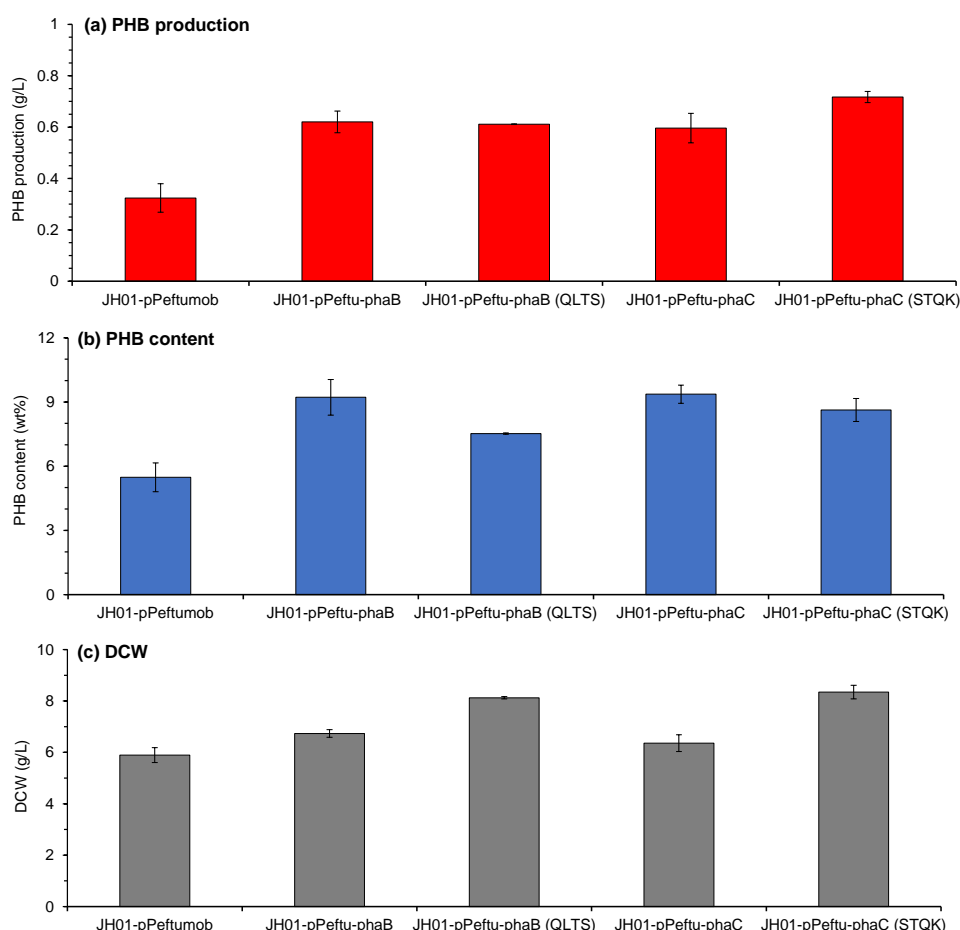 (a) PHB production
PHB production (g/L)
1
0.8
0.6
0.4
0.2
0
JH01-pPeftumob JH01-pPeftu-phaB JH01-pPeftu-phaB (QLTS) JH01-pPeftu-phaC JH01-pPeftu-phaC (STQK)
(b) PHB content
PHB content (wt%)
12
9
6
3
0
JH01-pPeftumob JH01-pPeftu-phaB JH01-pPeftu-phaB (QLTS) JH01-pPeftu-phaC JH01-pPeftu-phaC (STQK)
(c) DCW
DCW (g/L)
10
8
6
4
2
0
JH01-pPeftumob JH01-pPeftu-phaB JH01-pPeftu-phaB (QLTS) JH01-pPeftu-phaC JH01-pPeftu-phaC (STQK)